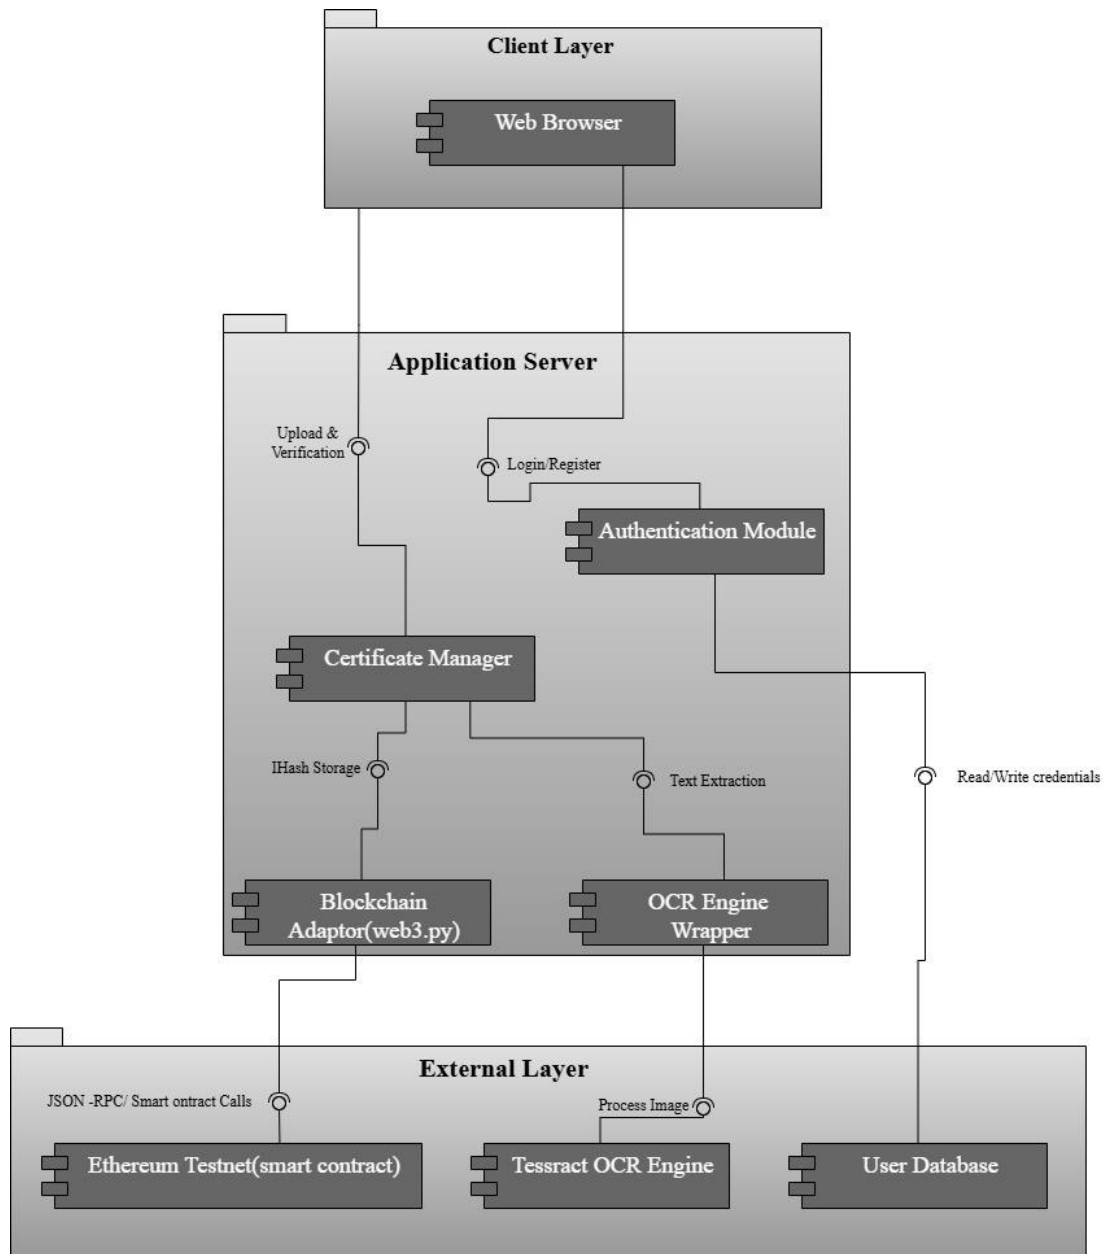 Client Layer
Web Browser
Application Server
Upload &
Verification
Login/Register
Authentication Module
Certificate Manager
IHash Storage
Text Extraction
Read/Write credentials
Blockchain
Adaptor(web3.py)
OCR Engine
Wrapper
External Layer
JSON -RPC/ Smart ontract Calls
Process Image
Ethereum Testnet(smart contract)
Tessract OCR Engine
User Database